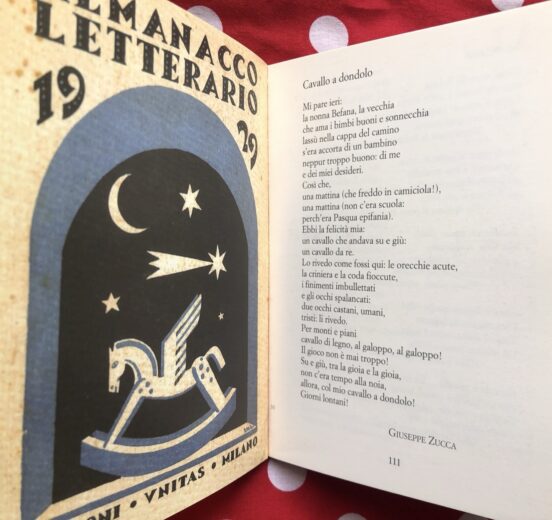 ALMANACCO
LETTERARIO
19 29
UNITAS • MILANO
Cavallo a dondolo
Mi pare ieri:
la nonna Befana, la vecchia
che ama i bimbi buoni e sonnecchia
lassù nella cappa del camino
s'era accorta di un bambino
neppur troppo buono: di me
e dei miei desideri.
Così che,
una mattina (che freddo in camiciola!),
una mattina (non c'era scuola:
perch'era Pasqua epifania).
Ebbi la felicità mia:
un cavallo che andava su e giù:
un cavallo da re.
Lo rivedo come fossi qui: le orecchie acute,
la criniera e la coda fioccute,
i finimenti imbullettati
e gli occhi spalancati:
due occhi castani, umani,
tristi: li rivedo.
Per monti e piani
cavallo di legno, al galoppo, al galoppo!
Il gioco non è mai troppo!
Su e giù, tra la gioia e la gioia,
non c'era tempo alla noia,
allora, col mio cavallo a dondolo!
Giorni lontani!
GIUSEPPE ZUCCA
111